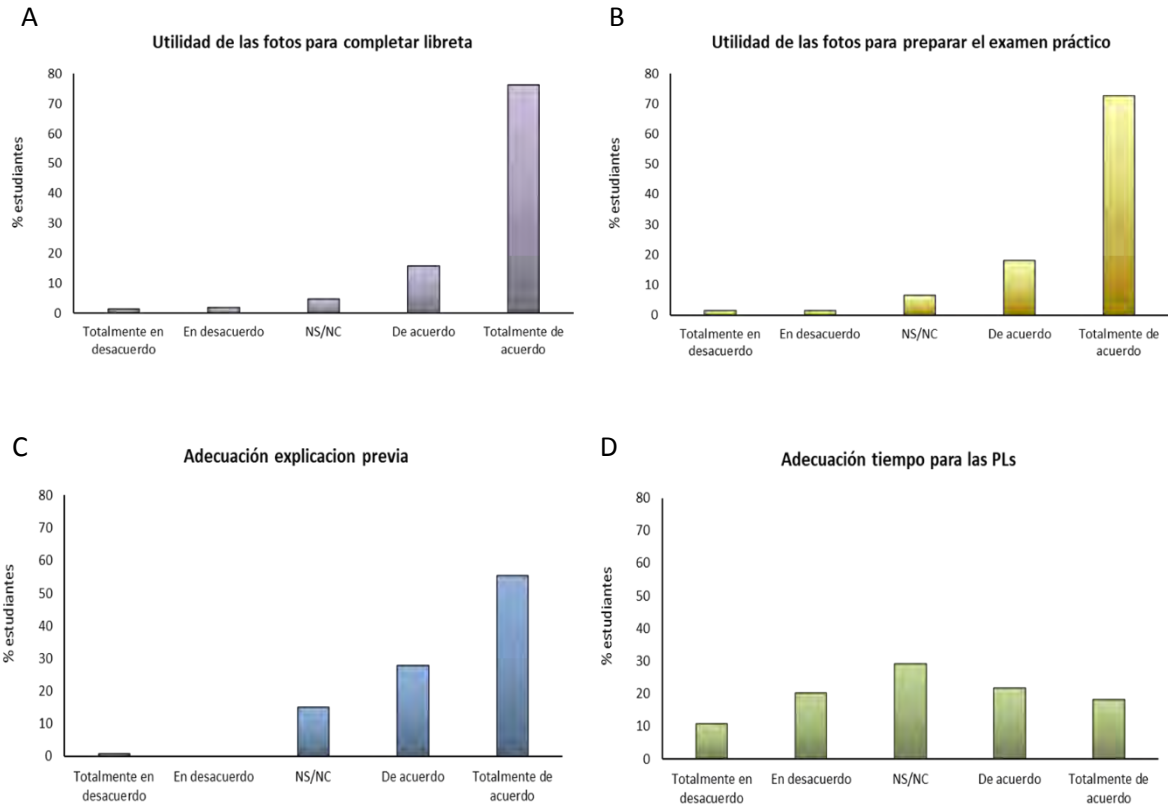 A
Utilidad de las fotos para completar libreta
80
70
60
50
40
30
20
10
0
% estudiantes
Totalmente en
desacuerdo
En desacuerdo
NS/NC
De acuerdo
Totalmente de
acuerdo
B
Utilidad de las fotos para preparar el examen práctico
80
70
60
50
40
30
20
10
0
% estudiantes
Totalmente en
desacuerdo
En desacuerdo
NS/NC
De acuerdo
Totalmente de
acuerdo
C
Adecuación explicacion previa
80
70
60
50
40
30
20
10
0
% estudiantes
Totalmente en
desacuerdo
En desacuerdo
NS/NC
De acuerdo
Totalmente de
acuerdo
D
Adecuación tiempo para las PLs
80
70
60
50
40
30
20
10
0
% estudiantes
Totalmente en
desacuerdo
En desacuerdo
NS/NC
De acuerdo
Totalmente de
acuerdo